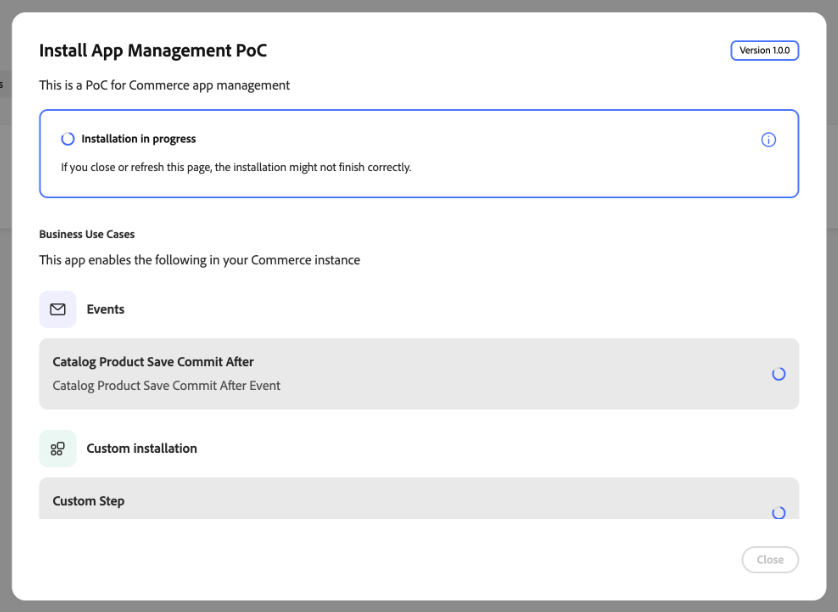 Install App Management PoC
Version 1.0.0
This is a PoC for Commerce app management
Installation in progress
If you close or refresh this page, the installation might not finish correctly.
Business Use Cases
This app enables the following in your Commerce instance
Events
Catalog Product Save Commit After
Catalog Product Save Commit After Event
Custom installation
Custom Step
Close